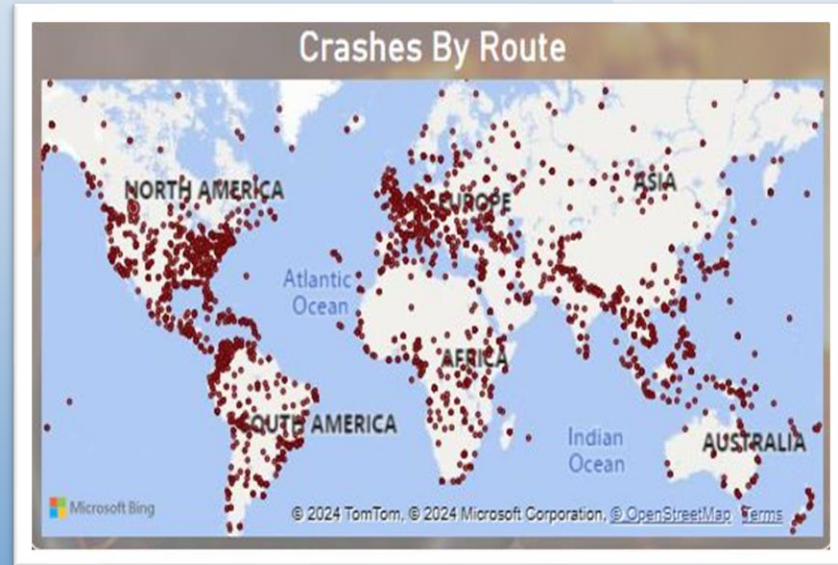 Crashes By Route
NORTH AMERICA
EUROPE
ASIA
Atlantic
Ocean
AFRICA
SOUTH AMERICA
Indian
Ocean
AUSTRALIA
Microsoft Bing
© 2024 TomTom, © 2024 Microsoft Corporation, © OpenStreetMap Terms